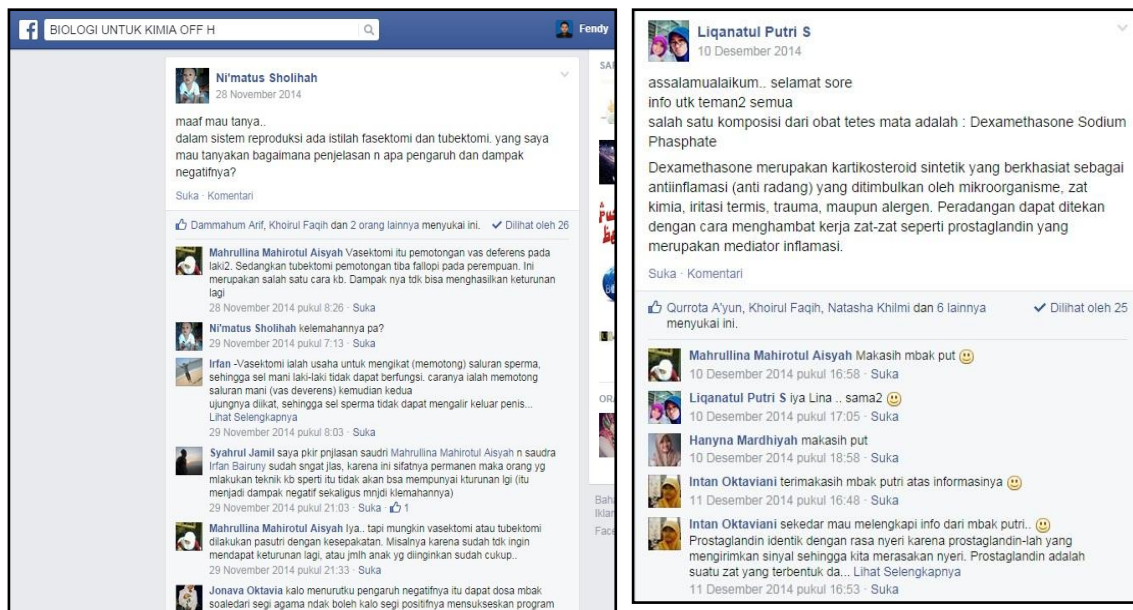 BIOLOGI UNTUK KIMIA OFF H
Fendy
Ni'matus Sholihah
28 November 2014
maaf mau tanya..
dalam sistem reproduksi ada istilah fasektomi dan tubektomi. yang saya
mau tanyakan bagaimana penjelasan n apa pengaruh dan dampak
negatifnya?
Suka · Komentari
Dammahum Arif, Khoirul Faqih dan 2 orang lainnya menyukai ini. ✓ Dilihat oleh 26
Mahrullina Mahirotul Aisyah Vasektomi itu pemotongan vas deferens pada
laki2. Sedangkan tubektomi pemotongan tiba fallopi pada perempuan. Ini
merupakan salah satu cara kb. Dampak nya tdk bisa menghasilkan keturunan
lagi
28 November 2014 pukul 8:26 · Suka
Ni'matus Sholihah kelemahannya pa?
29 November 2014 pukul 7:13 · Suka
Irfan -Vasektomi ialah usaha untuk mengikat (memotong) saluran sperma,
sehingga sel mani laki-laki tidak dapat berfungsi. caranya ialah memotong
saluran mani (vas deverens) kemudian kedua
ujungnya diikat, sehingga sel sperma tidak dapat mengalir keluar penis...
Lihat Selengkapnya
29 November 2014 pukul 8:03 · Suka
Syahrul Jamil saya pkir pnjlasan saudri Mahrullina Mahirotul Aisyah n saudra
Irfan Bairuny sudah sngat jlas, karena ini sifatnya permanen maka orang yg
mlakukan teknik kb sperti itu tidak akan bsa mempunyai kturunan lgi (itu
menjadi dampak negatif sekaligus mnjdi klemahannya)
29 November 2014 pukul 21:03 · Suka · 1
Mahrullina Mahirotul Aisyah Iya.. tapi mungkin vasektomi atau tubektomi
dilakukan pasutri dengan kesepakatan. Misalnya karena sudah tdk ingin
mendapat keturunan lagi, atau jmlh anak yg diinginkan sudah cukup..
29 November 2014 pukul 21:33 · Suka
Jonava Oktavia kalo menurutku pengaruh negatifnya itu dapat dosa mbak
soaledari segi agama ndak boleh kalo segi positifnya mensukseskan program
Liqanatul Putri S
10 Desember 2014
assalamualaikum.. selamat sore
info utk teman2 semua
salah satu komposisi dari obat tetes mata adalah : Dexamethasone Sodium
Phasphate
Dexamethasone merupakan kartikosteroid sintetik yang berkhasiat sebagai
antiinflamasi (anti radang) yang ditimbulkan oleh mikroorganisme, zat
kimia, iritasi termis, trauma, maupun alergen. Peradangan dapat ditekan
dengan cara menghambat kerja zat-zat seperti prostaglandin yang
merupakan mediator inflamasi.
Suka · Komentari
Qurrota A'yun, Khoirul Faqih, Natasha Khilmi dan 6 lainnya ✓ Dilihat oleh 25
menyukai ini.
Mahrullina Mahirotul Aisyah Makasih mbak put
10 Desember 2014 pukul 16:58 · Suka
Liqanatul Putri S iya Lina .. sama2
10 Desember 2014 pukul 17:05 · Suka
Hanyna Mardhiyah makasih put
10 Desember 2014 pukul 18:58 · Suka
Intan Oktaviani terimakasih mbak putri atas informasinya
11 Desember 2014 pukul 16:48 · Suka
Intan Oktaviani sekedar mau melengkapi info dari mbak putri..
Prostaglandin identik dengan rasa nyeri karena prostaglandin-lah yang
mengirimkan sinyal sehingga kita merasakan nyeri. Prostaglandin adalah
suatu zat yang terbentuk da... Lihat Selengkapnya
11 Desember 2014 pukul 16:53 · Suka